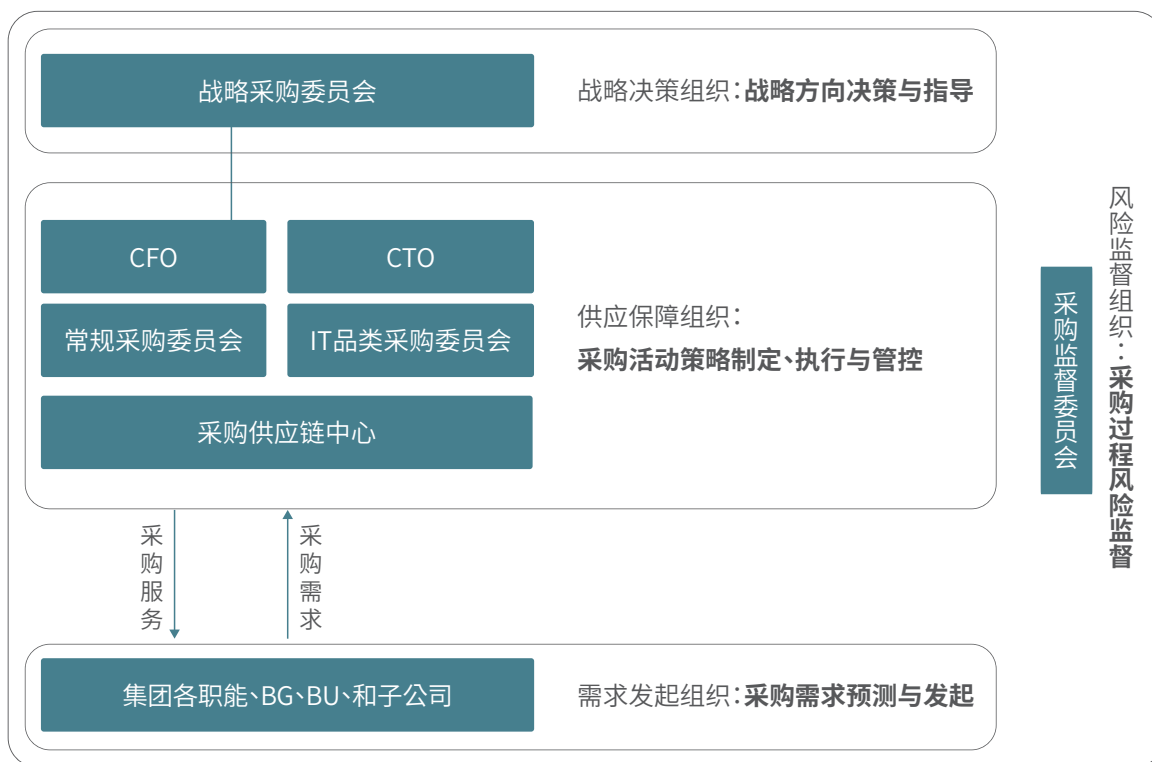 战略采购委员会
战略决策组织：战略方向决策与指导
CFO
CTO
常规采购委员会
IT品类采购委员会
供应保障组织：
采购活动策略制定、执行与管控
采购供应链中心
采购服务
采购需求
集团各职能、BG、BU、和子公司
需求发起组织：采购需求预测与发起
采购监督委员会
风险监督组织：采购过程风险监督